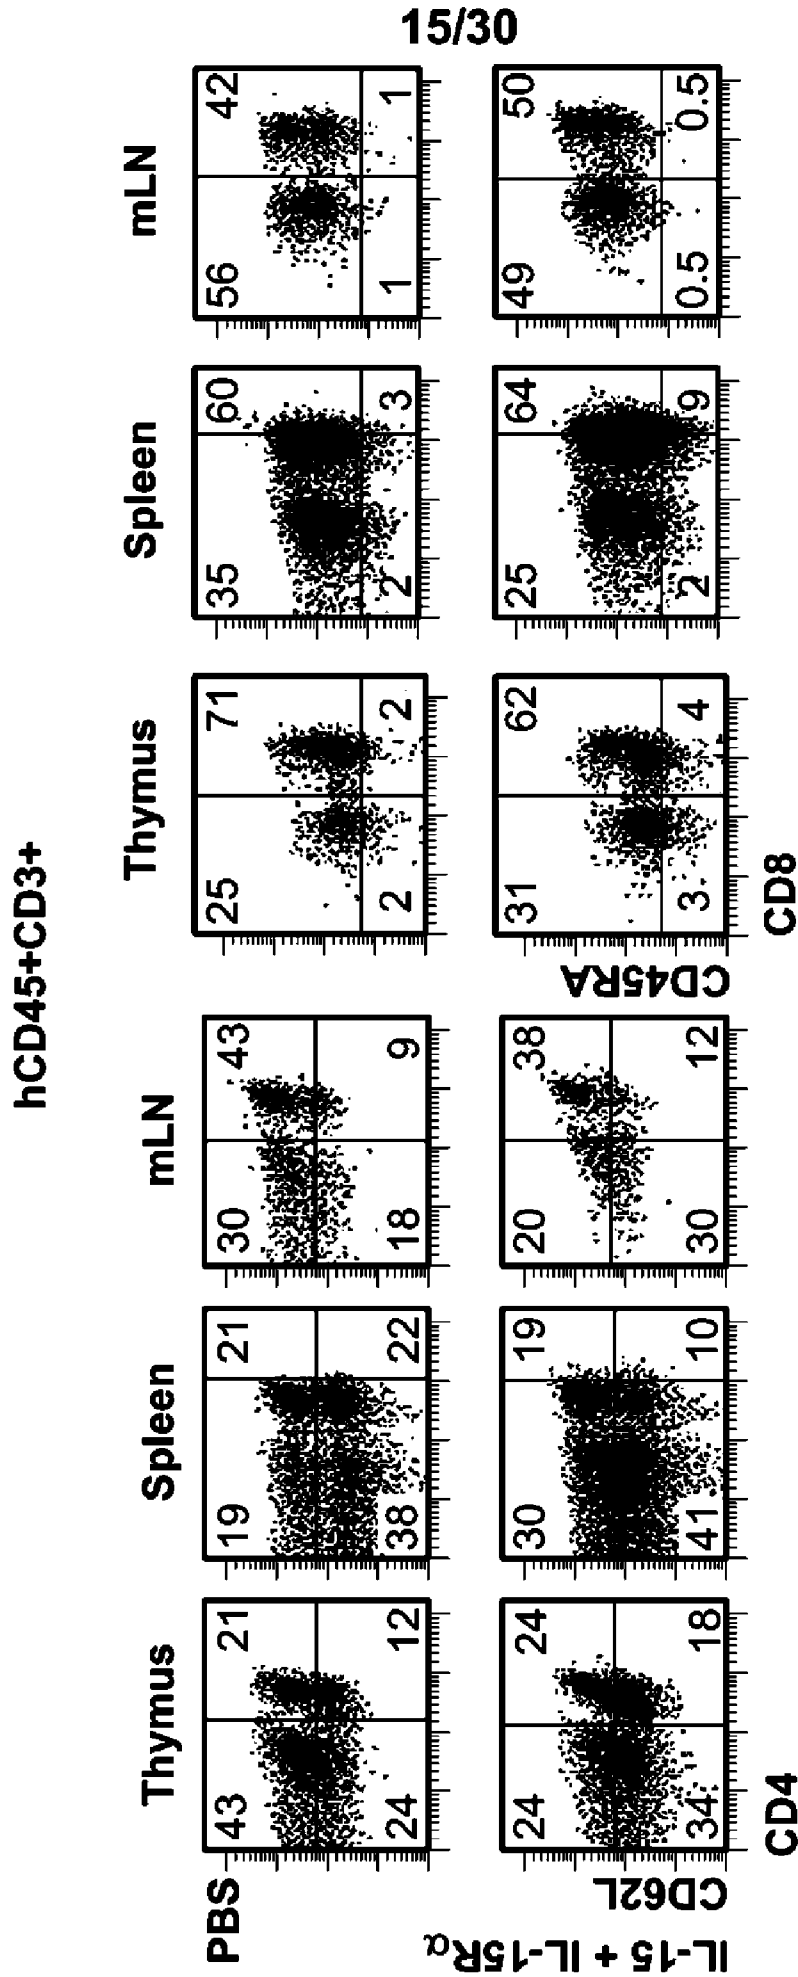 hCD45+CD3+
Thymus Spleen mLN Thymus Spleen mLN
PBS
43 21 19 21 30 43 25 71 35 60 56 42
24 12 38 22 18 9 2 2 2 3 1 1
15/30
IL-15 + IL-15Rα
CD62L
CD45RA
24 24 30 19 20 38 31 62 25 64 49 50
34 18 41 10 30 12 3 4 2 9 0.5 0.5
CD4 CD8